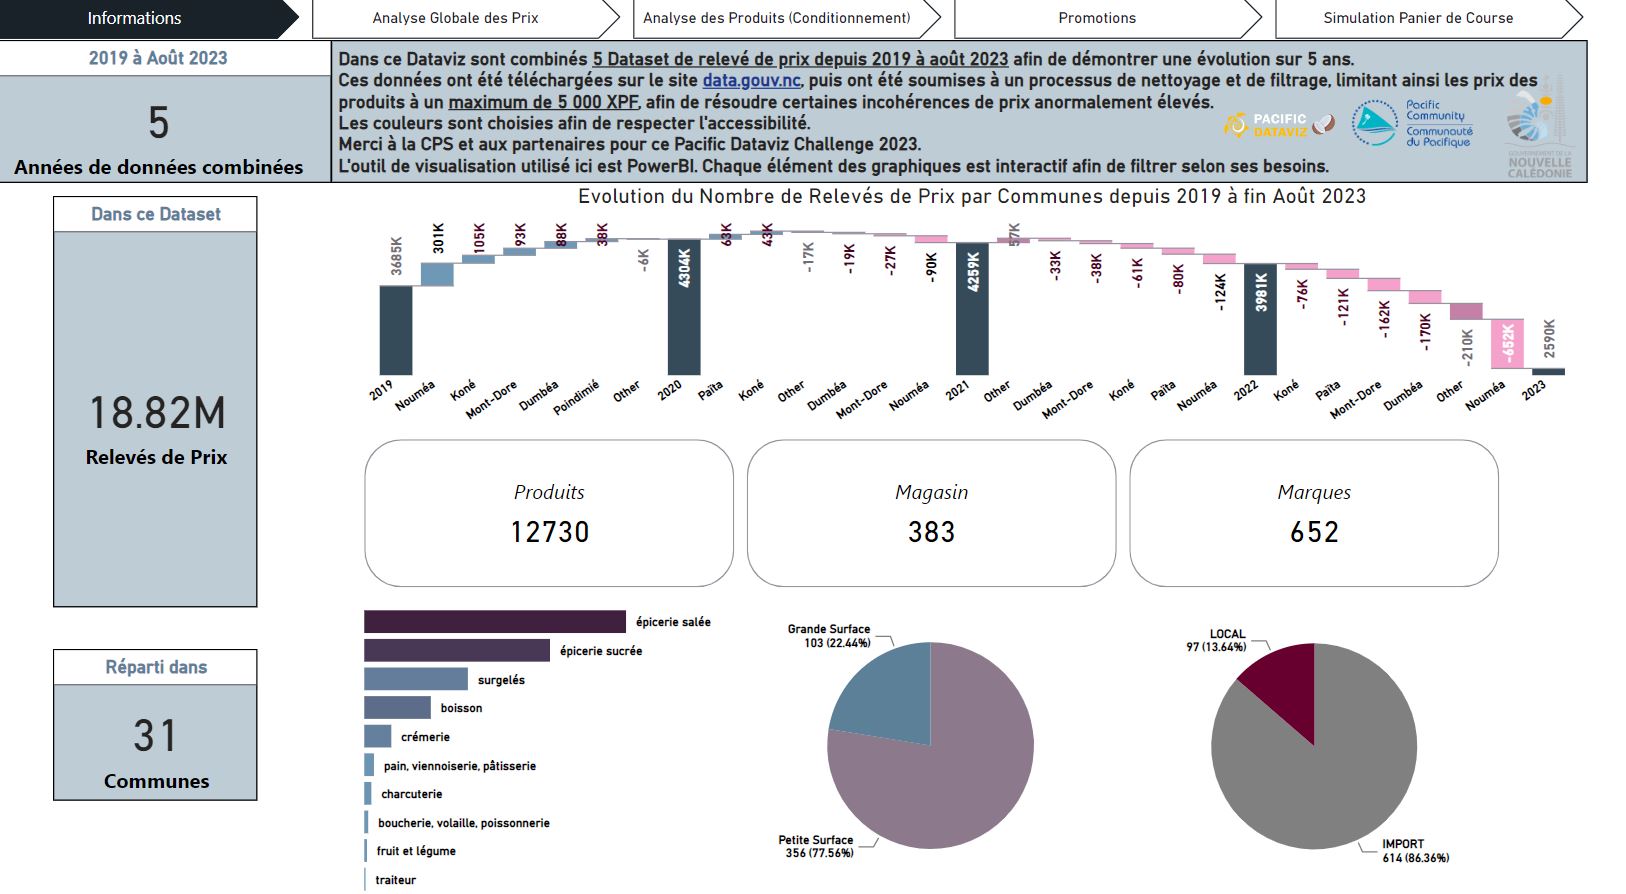 Informations
Analyse Globale des Prix
Analyse des Produits (Conditionnement)
Promotions
Simulation Panier de Course
2019 à Août 2023
5
Années de données combinées
Dans ce Dataviz sont combinés 5 Dataset de relevé de prix depuis 2019 à août 2023 afin de démontrer une évolution sur 5 ans.
Ces données ont été téléchargées sur le site data.gouv.nc, puis ont été soumises à un processus de nettoyage et de filtrage, limitant ainsi les prix des
produits à un maximum de 5 000 XPF, afin de résoudre certaines incohérences de prix anormalement élevés.
Les couleurs sont choisies afin de respecter l'accessibilité.
Merci à la CPS et aux partenaires pour ce Pacific Dataviz Challenge 2023.
L'outil de visualisation utilisé ici est PowerBI. Chaque élément des graphiques est interactif afin de filtrer selon ses besoins.
PACIFIC
DATAVIZ
Pacific
Community
Communauté
du Pacifique
GOUVERNEMENT DE LA
NOUVELLE
CALÉDONIE
Dans ce Dataset
18.82M
Relevés de Prix
Réparti dans
31
Communes
Evolution du Nombre de Relevés de Prix par Communes depuis 2019 à fin Août 2023
3685K
301K
105K
93K
88K
38K
-6K
4304K
63K
43K
-17K
-19K
-27K
-90K
4259K
57K
-33K
-38K
-61K
-80K
-124K
3981K
-76K
-121K
-162K
-170K
-210K
-652K
2590K
2019
Nouméa
Koné
Mont-Dore
Dumbéa
Poindimié
Other
2020
Païta
Koné
Other
Dumbéa
Mont-Dore
Nouméa
2021
Other
Dumbéa
Mont-Dore
Koné
Païta
Nouméa
2022
Koné
Païta
Mont-Dore
Dumbéa
Other
Nouméa
2023
Produits
12730
Magasin
383
Marques
652
épicerie salée
épicerie sucrée
surgelés
boisson
crémerie
pain, viennoiserie, pâtisserie
charcuterie
boucherie, volaille, poissonnerie
fruit et légume
traiteur
Grande Surface
103 (22.44%)
Petite Surface
356 (77.56%)
LOCAL
97 (13.64%)
IMPORT
614 (86.36%)